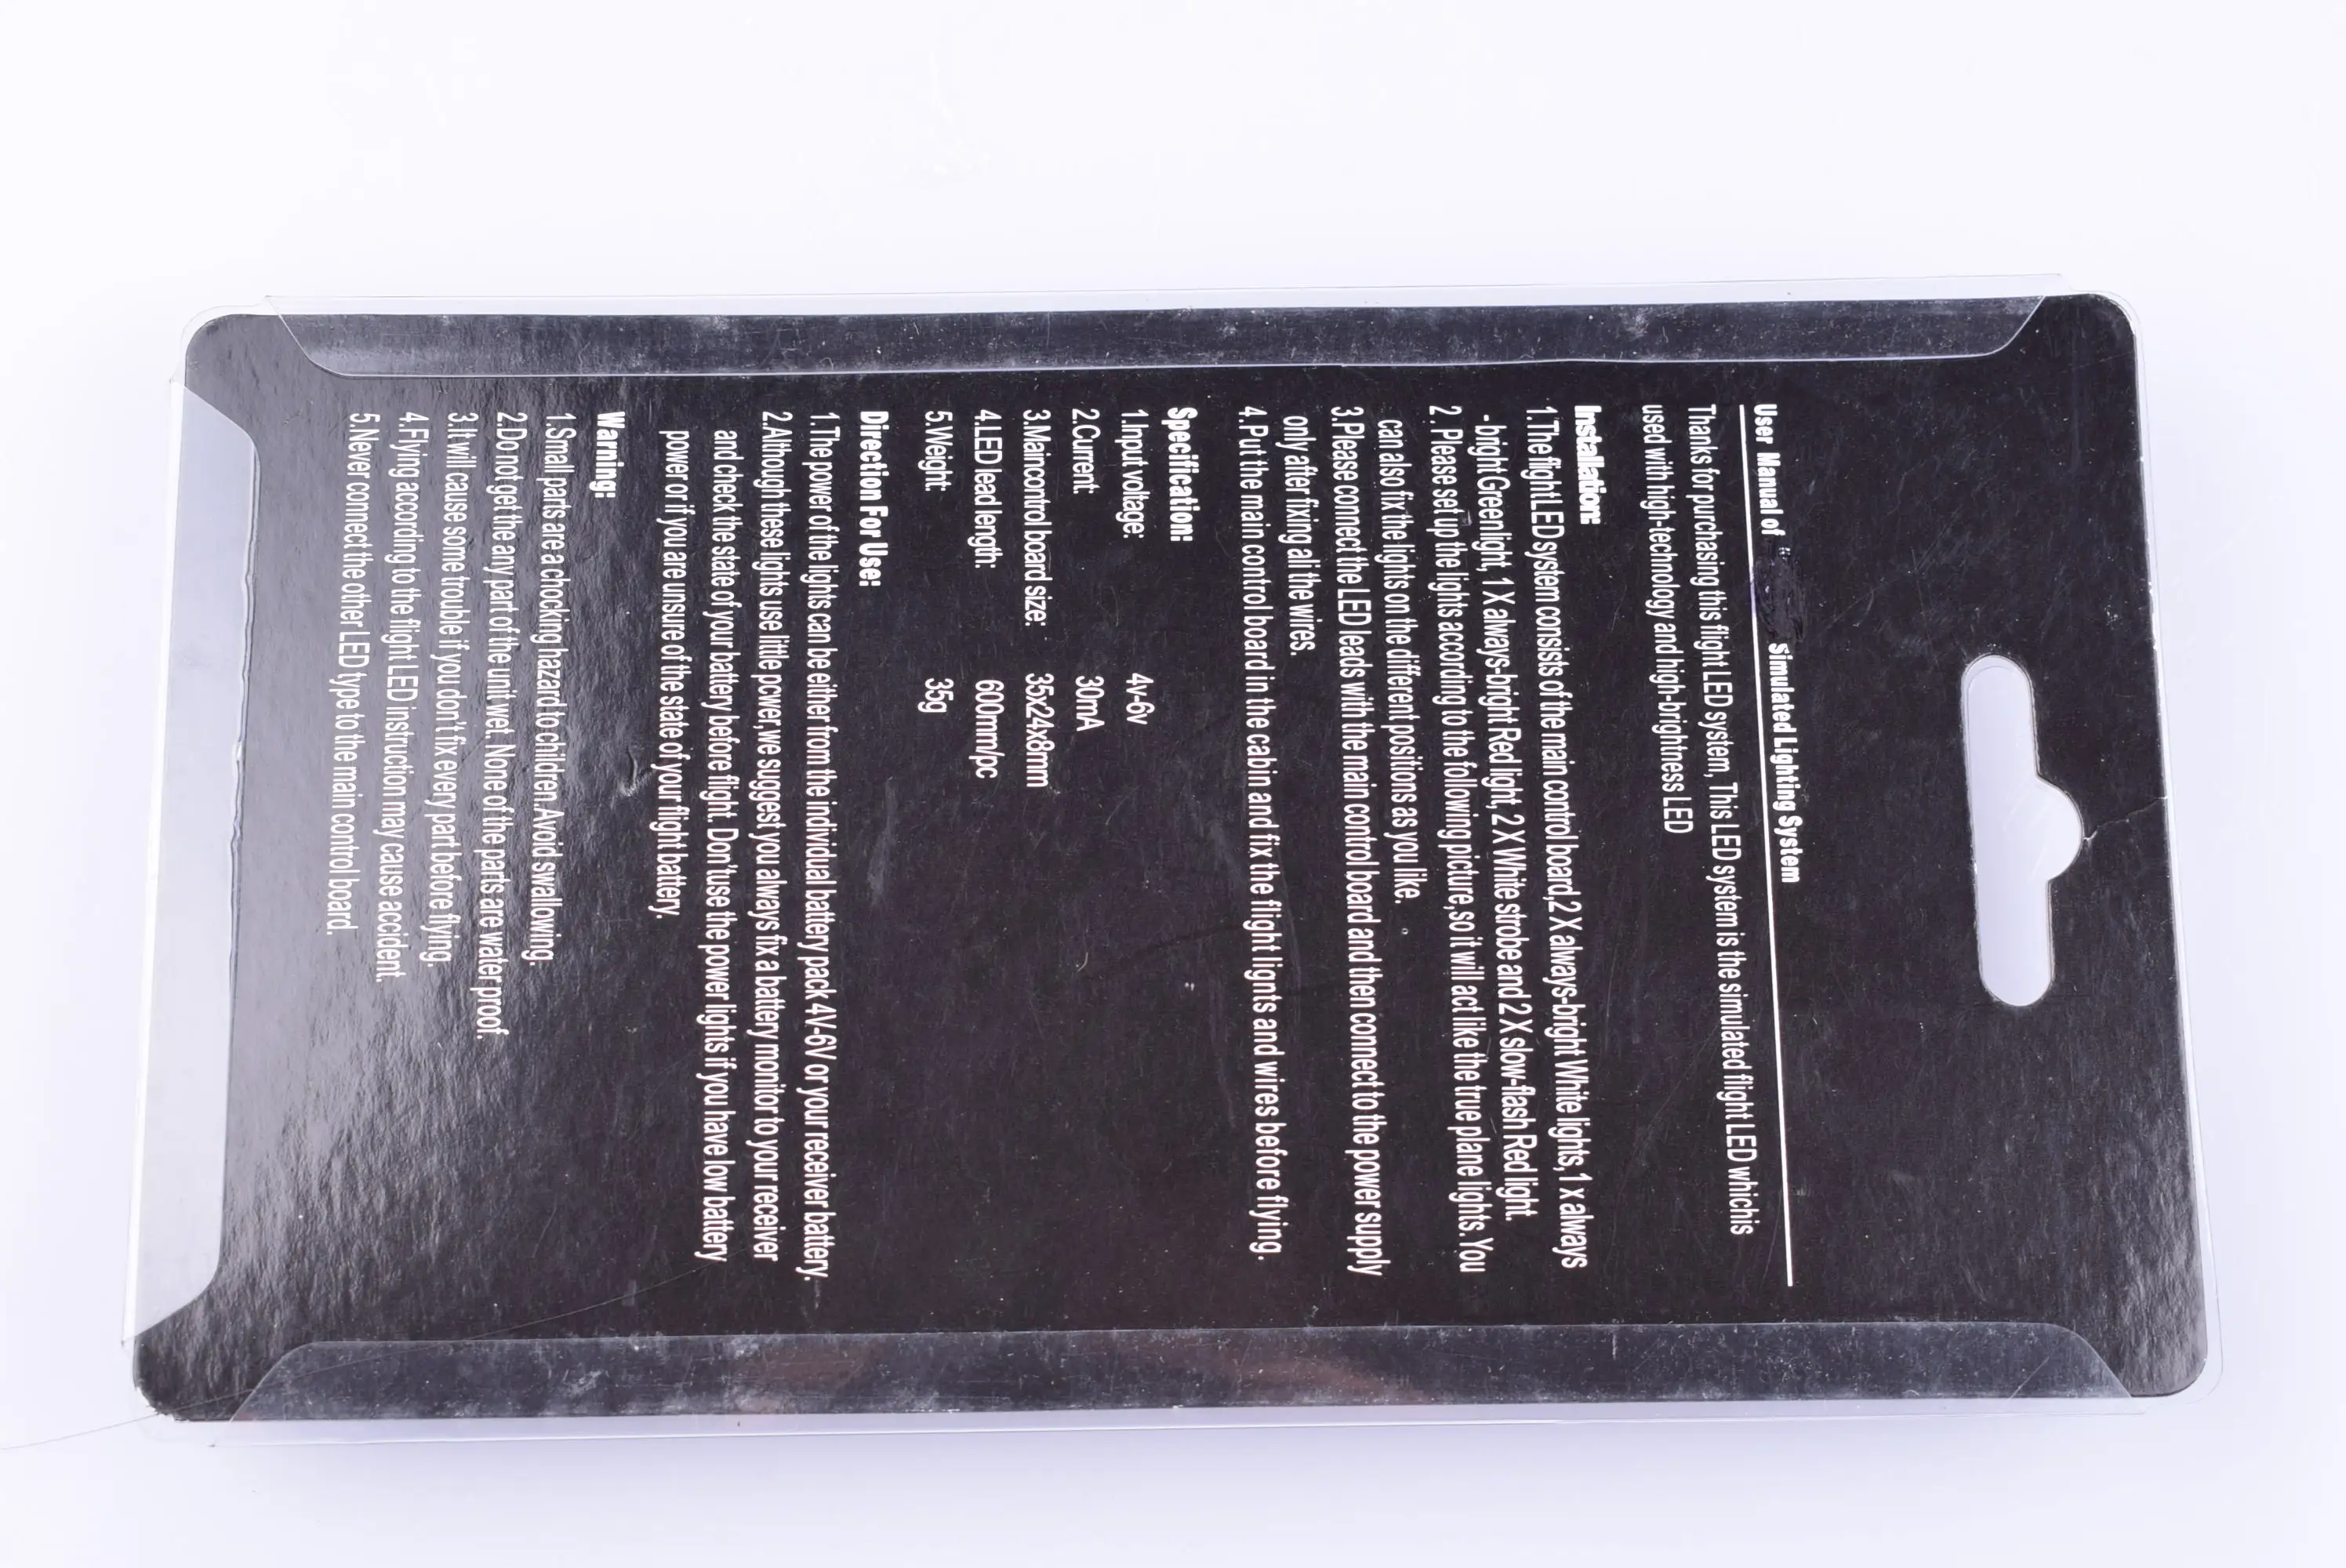 User Manual of Simulated Lighting System
Thanks for purchasing this flight LED system, This LED system is the simulated flight LED whichis
used with high-technology and high-brightness LED
Installation:
1.The flight LED system consists of the main control board,2 X always-bright White lights,1 x always
-bright Green light, 1 X always-bright Red light, 2 X White strobe and 2 X slow-flash Red light.
2. Please set up the lights according to the following picture,so it will act like the true plane lights. You
can also fix the lights on the different positions as you like.
3.Please connect the LED leads with the main control board and then connect to the power supply
only after fixing all the wires.
4. Put the main control board in the cabin and fix the flight lights and wires before flying.
Specification:
1.Input voltage: 4v-6v
2.Current: 30mA
3.Maincontrol board size: 35x24x8mm
4.LED lead length: 600mm/pc
5.Weight: 35g
Direction For Use:
1.The power of the lights can be either from the individual battery pack 4V-6V or your receiver battery.
2.Although these lights use little power,we suggest you always fix a battery monitor to your receiver
and check the state of your battery before flight. Don'tuse the power lights if you have low battery
power or if you are unsure of the state of your flight battery.
Warning:
1.Small parts are a chocking hazard to children.Avoid swallowing.
2.Do not get the any part of the unit wet. None of the parts are water proof.
3.It will cause some trouble if you don't fix every part before flying.
4.Flying according to the flight LED instruction may cause accident.
5.Never connect the other LED type to the main control board.